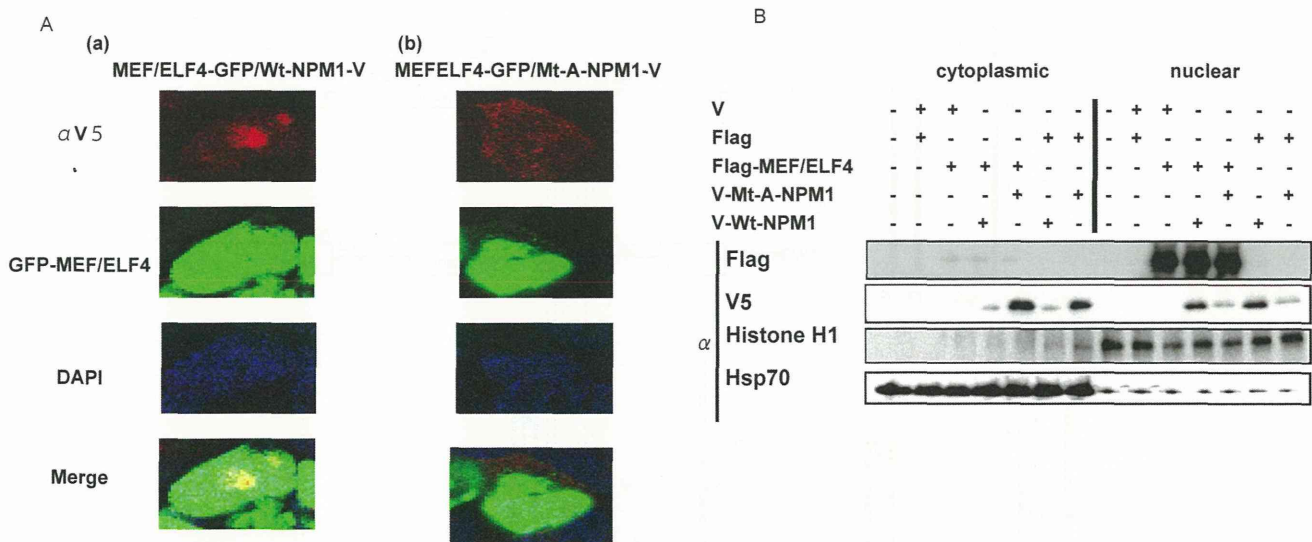 A
(a)
MEF/ELF4-GFP/Wt-NPM1-V
(b)
MEFELF4-GFP/Mt-A-NPM1-V
α V 5
GFP-MEF/ELF4
DAPI
Merge
B
cytoplasmic nuclear
V - + + - - - - - + + - - - -
Flag - + - - - + + - + - - - + +
Flag-MEF/ELF4 - - + + + - - - - + + + - -
V-Mt-A-NPM1 - - - - + - + - - - - + - +
V-Wt-NPM1 - - - + - + - - - - + - + -
α
Flag
V5
Histone H1
Hsp70